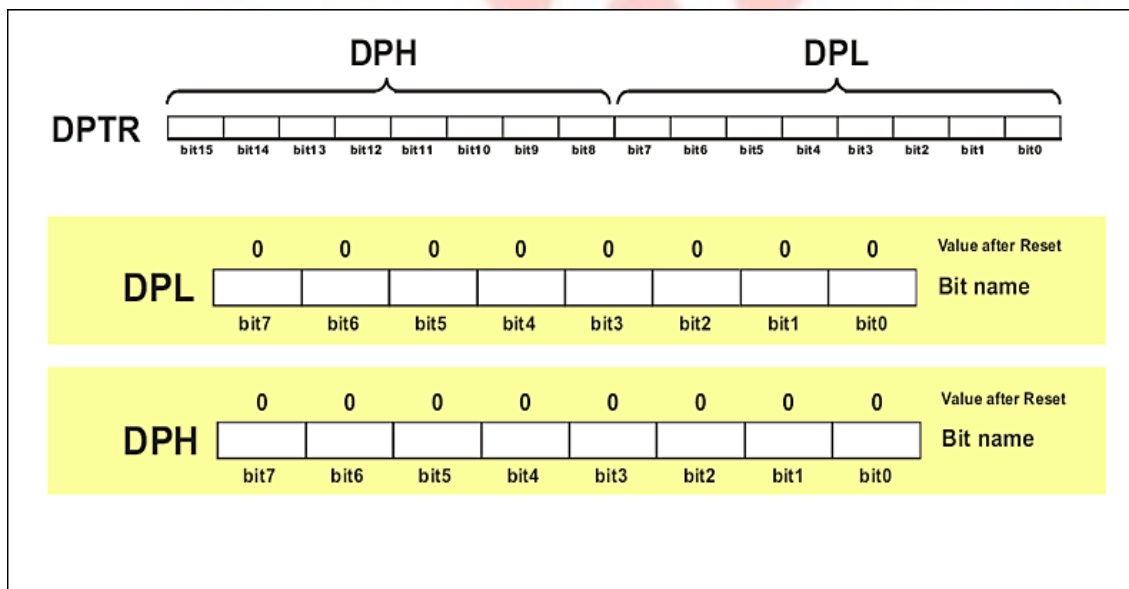 DPH DPL
DPTR
bit15 bit14 bit13 bit12 bit11 bit10 bit9 bit8 bit7 bit6 bit5 bit4 bit3 bit2 bit1 bit0
0 0 0 0 0 0 0 0 Value after Reset
DPL Bit name
bit7 bit6 bit5 bit4 bit3 bit2 bit1 bit0
0 0 0 0 0 0 0 0 Value after Reset
DPH Bit name
bit7 bit6 bit5 bit4 bit3 bit2 bit1 bit0